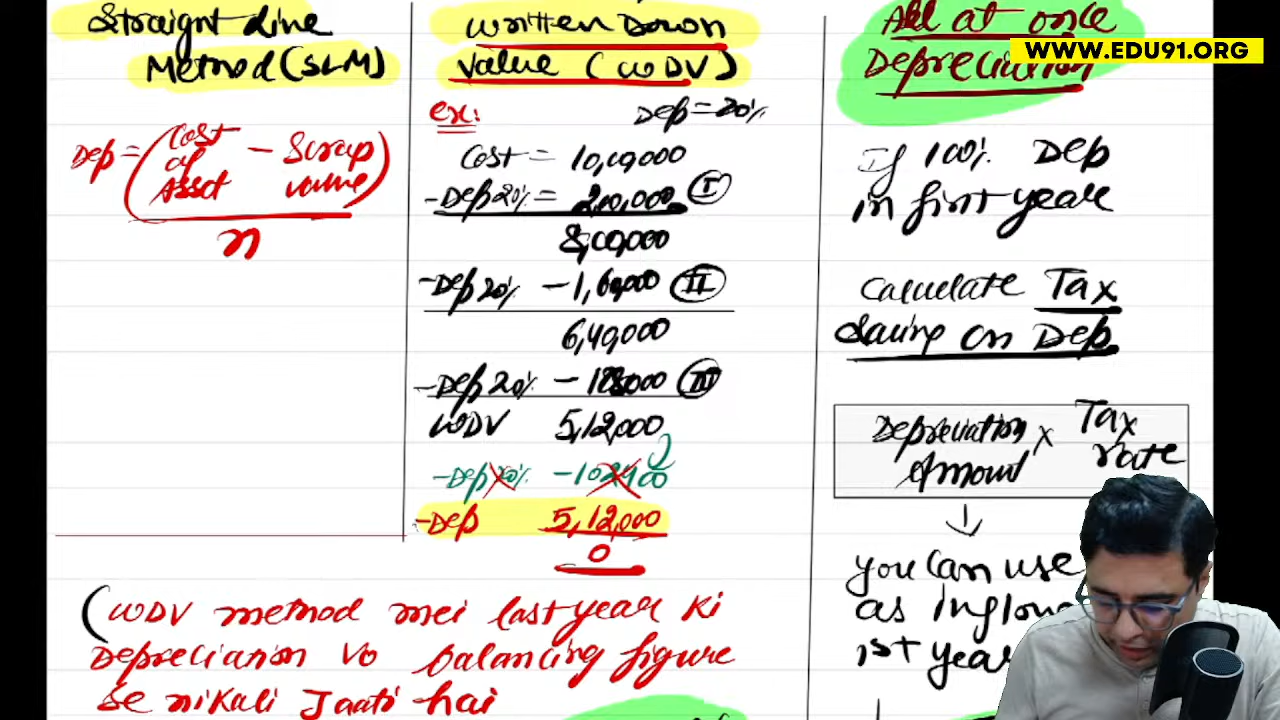 Straight Line
Method (SLM)
Dep = (Cost of Asset - Scrap value)
n
Written Down
Value (WDV)
ex:
Dep = 20%
Cost = 10,00,000
- Dep 20% = 2,00,000 I
8,00,000
- Dep 20% - 1,60,000 II
6,40,000
- Dep 20% - 128,000 III
WDV 5,12,000
- Dep 20% - 102400
- Dep 5,12,000
0
(WDV method mei last year ki
Depreciation vo balancing figure
se nikali Jaati hai
All at once
Depreciation
WWW.EDU91.ORG
If 100% Dep
in first year
Calculate Tax
Saving on Dep
Depreciation Amount x Tax rate
you can use
as inflow
1st year